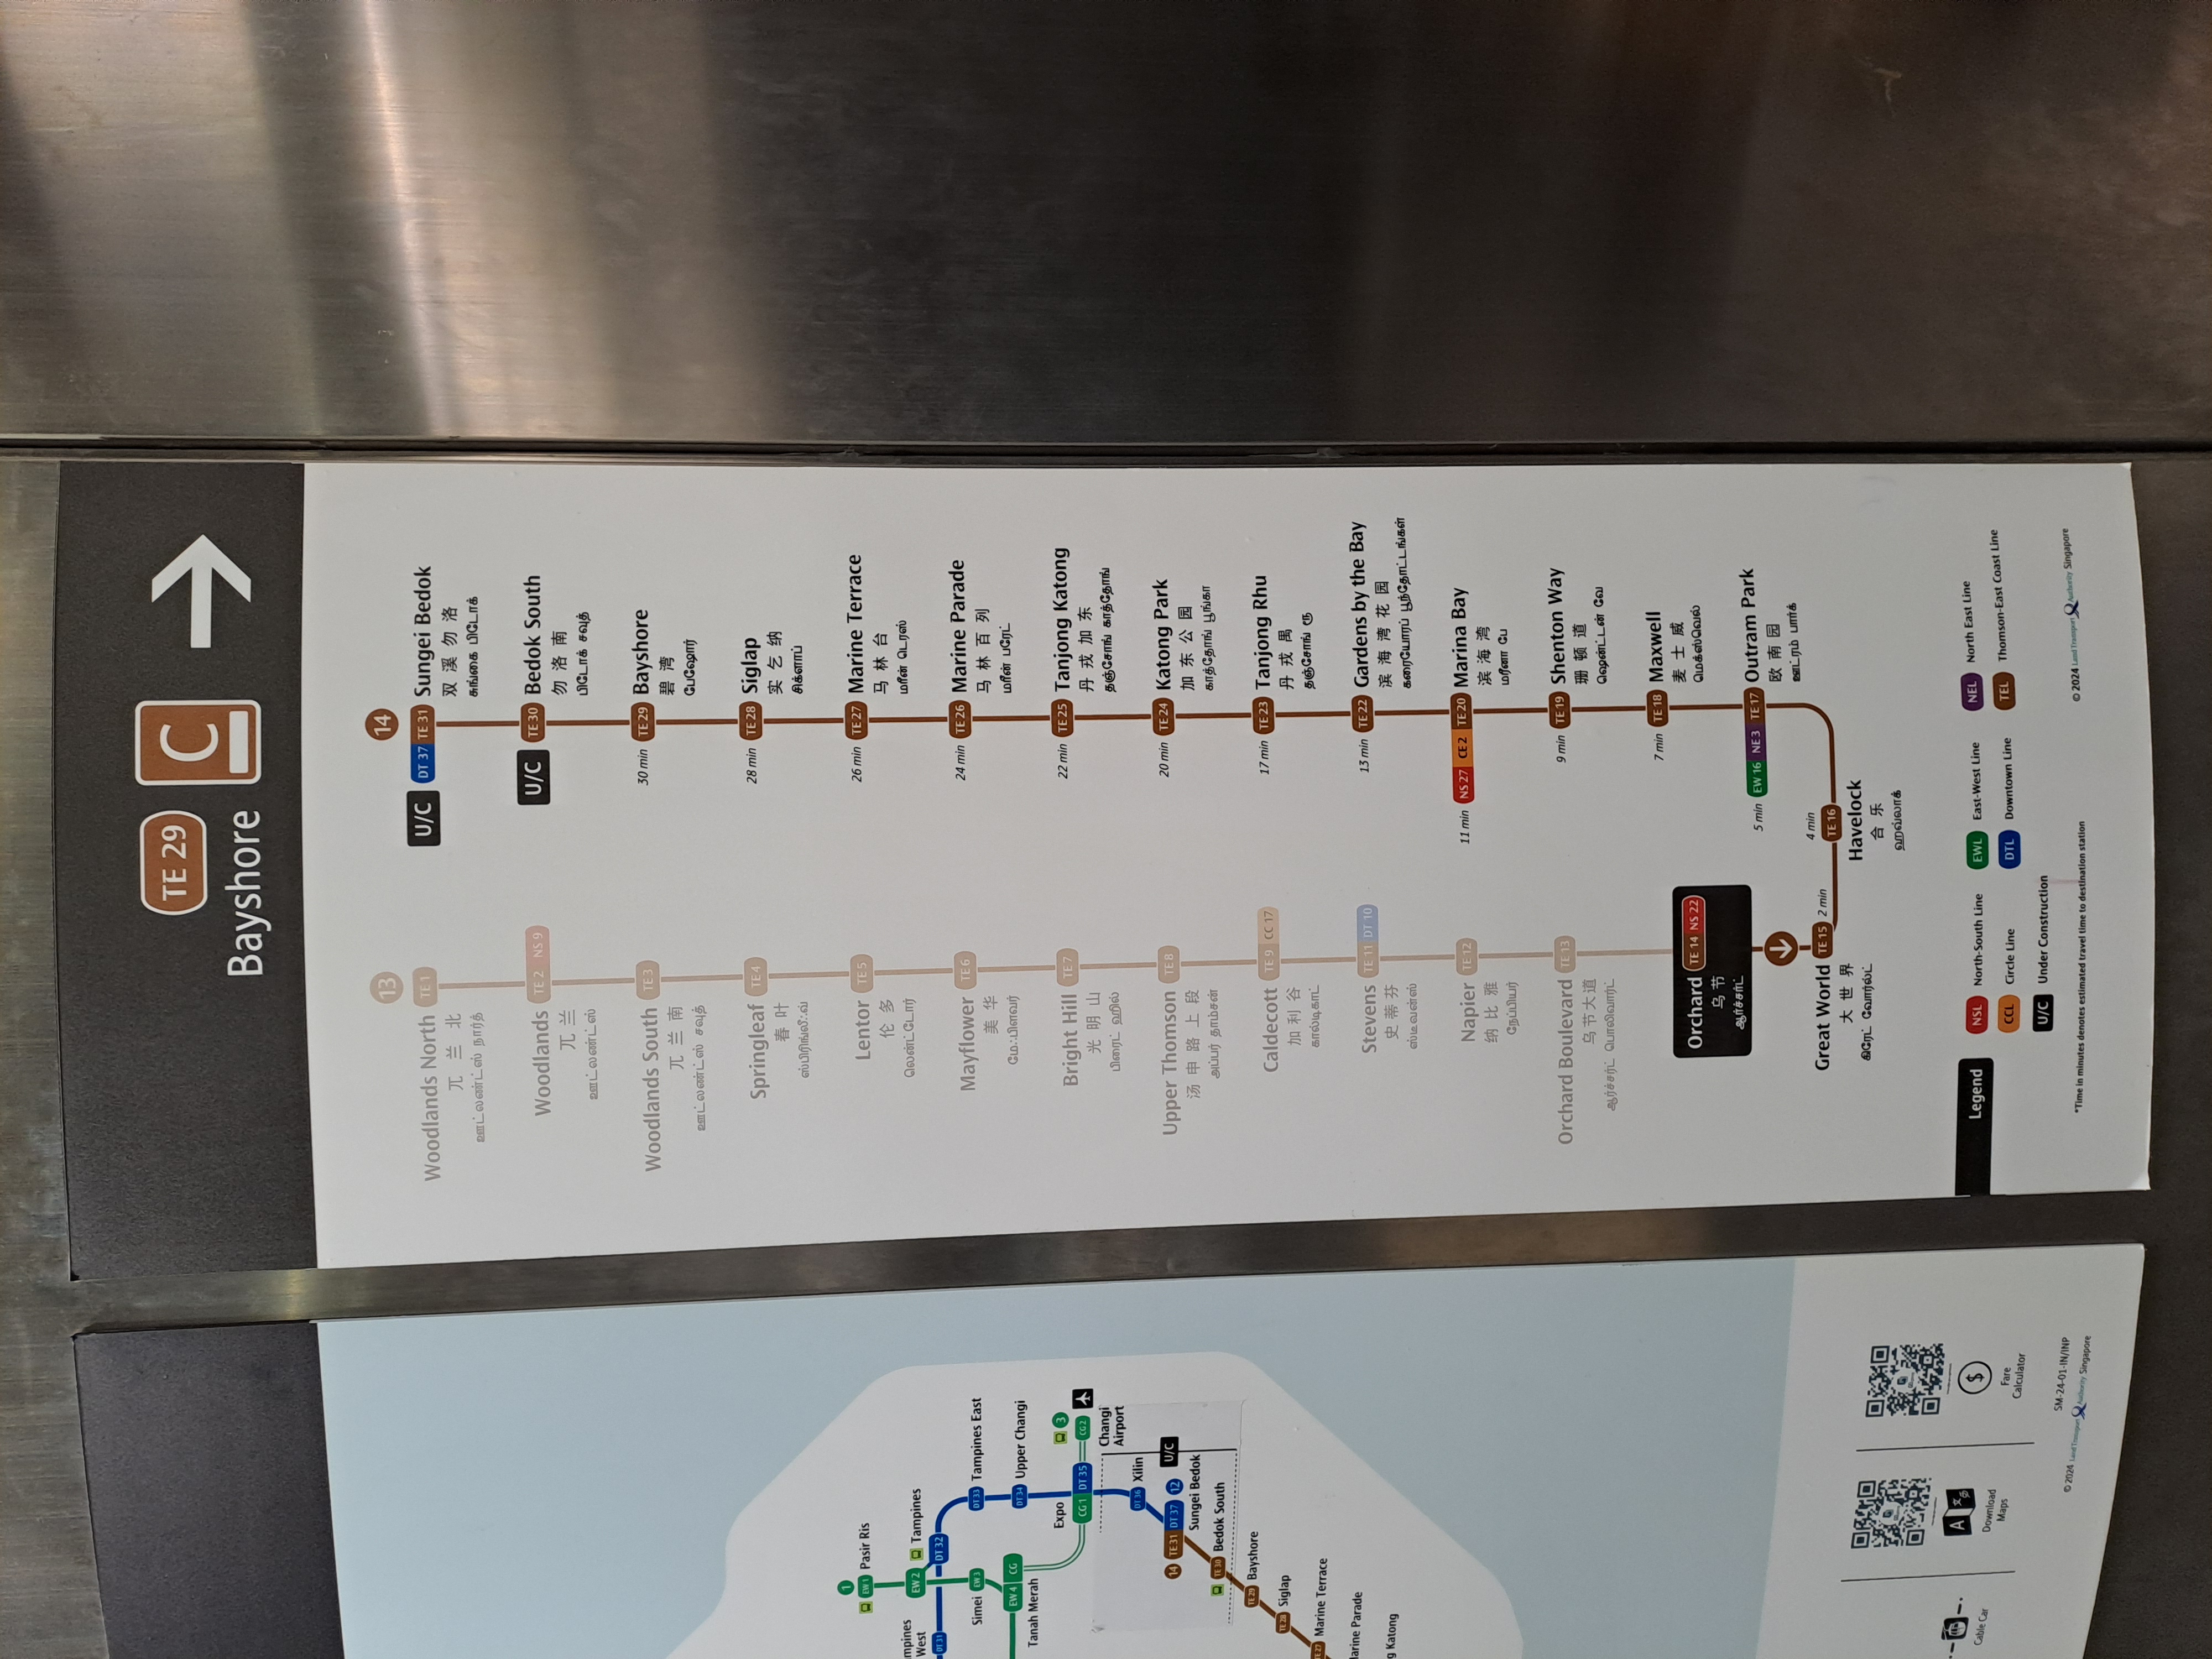 TE 29
Bayshore
C
13
Woodlands North TE 1
兀兰北
ஊட்லண்ட்ஸ் நார்த்
Woodlands TE 2 NS 9
兀兰
ஊட்லண்ட்ஸ்
Woodlands South TE 3
兀兰南
ஊட்லண்ட்ஸ் சவுத்
Springleaf TE 4
春叶
ஸ்பிரிங்லீஃவ்
Lentor TE 5
伦多
லென்ட்டோர்
Mayflower TE 6
美华
மேஃபிளவர்
Bright Hill TE 7
光明山
பிரைட் ஹில்
Upper Thomson TE 8
汤申路上段
அப்பர் தாம்சன்
Caldecott TE 9 CC 17
加利谷
கால்டிகாட்
Stevens TE 11 DT 10
史蒂芬
ஸ்டீவன்ஸ்
Napier TE 12
纳比雅
நேப்பியர்
Orchard Boulevard TE 13
乌节大道
ஆர்ச்சர்ட் பொலிவார்ட்
Orchard TE 14 NS 22
乌节
ஆர்ச்சர்ட்
Great World TE 15 2 min
大世界
கிரேட் வோர்ல்ட்
4 min
TE 16
Havelock
合乐
ஹவ்லாக்
14
U/C DT 37 TE 31 Sungei Bedok
双溪勿洛
சுங்கை பிடோக்
U/C TE 30 Bedok South
勿洛南
பிடோக் சவுத்
30 min TE 29 Bayshore
碧湾
பேஷோர்
28 min TE 28 Siglap
实乞纳
சிக்ளாப்
26 min TE 27 Marine Terrace
马林台
மரீன் டெரஸ்
24 min TE 26 Marine Parade
马林百列
மரீன் பரேட்
22 min TE 25 Tanjong Katong
丹戎加东
தஞ்சோங் காத்தோங்
20 min TE 24 Katong Park
加东公园
காத்தோங் பூங்கா
17 min TE 23 Tanjong Rhu
丹戎禺
தஞ்சோங் ரூ
13 min TE 22 Gardens by the Bay
滨海湾花园
கரையோரப் பூந்தோட்டங்கள்
11 min NS 27 CE 2 TE 20 Marina Bay
滨海湾
மரீனா பே
9 min TE 19 Shenton Way
珊顿道
ஷென்ட்டன் வே
7 min TE 18 Maxwell
麦士威
மெக்ஸ்வெல்
5 min EW 16 NE 3 TE 17 Outram Park
欧南园
ஊட்ரம் பார்க்
Legend
NSL North-South Line EWL East-West Line NEL North East Line
CCL Circle Line DTL Downtown Line TEL Thomson-East Coast Line
U/C Under Construction
*Time in minutes denotes estimated travel time to destination station
© 2024 Land Transport Authority Singapore
1
EW 1 Pasir Ris
West
EW 2 Tampines
DT 31 DT 32
Simei EW 3 DT 33 Tampines East
EW 4 CG
Tanah Merah
DT 34 Upper Changi
Expo 3
CG 1 DT 35 CG 2
Changi
Airport
DT 36 Xilin
14 TE 31 DT 37 12 U/C
Sungei Bedok
TE 30 Bedok South
TE 29 Bayshore
TE 28 Siglap
TE 27 Marine Terrace
Parade
Katong
Cable Car
A
Download
Maps
$
Fare
Calculator
SM-24-01-IN/INP
© 2024 Land Transport Authority Singapore